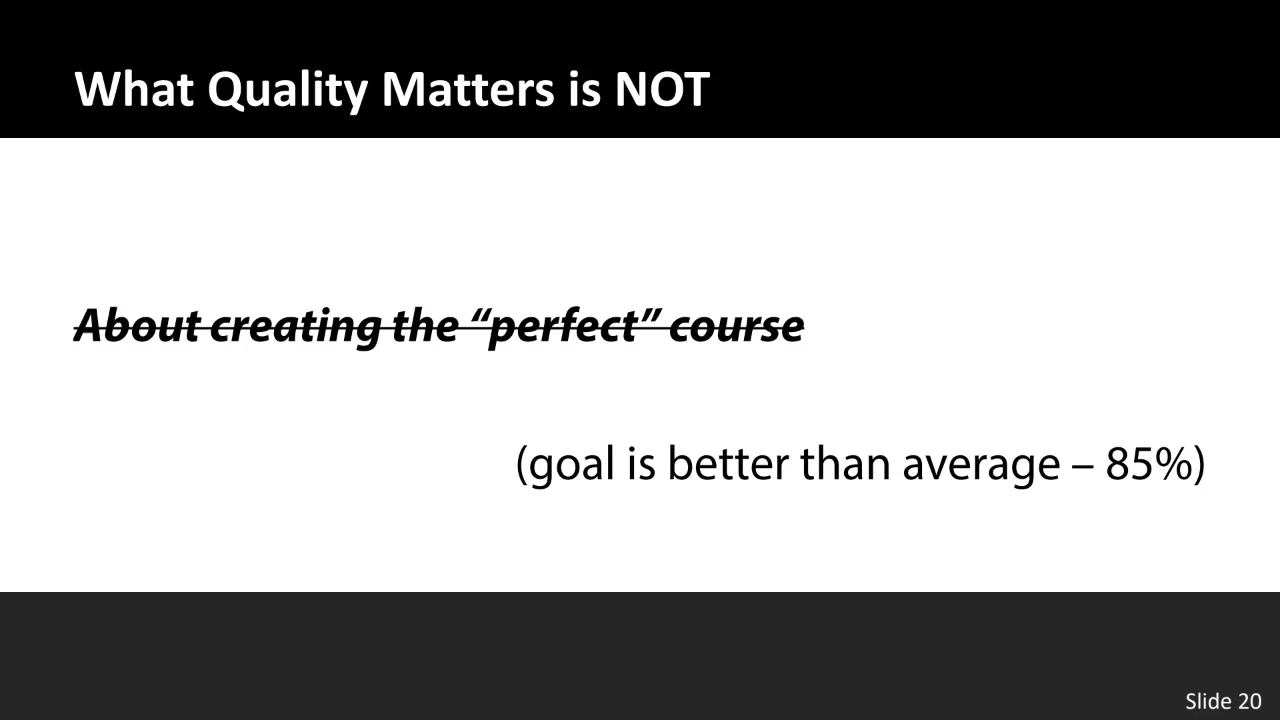 What Quality Matters is NOT
About creating the “perfect” course
(goal is better than average – 85%)
Slide 20